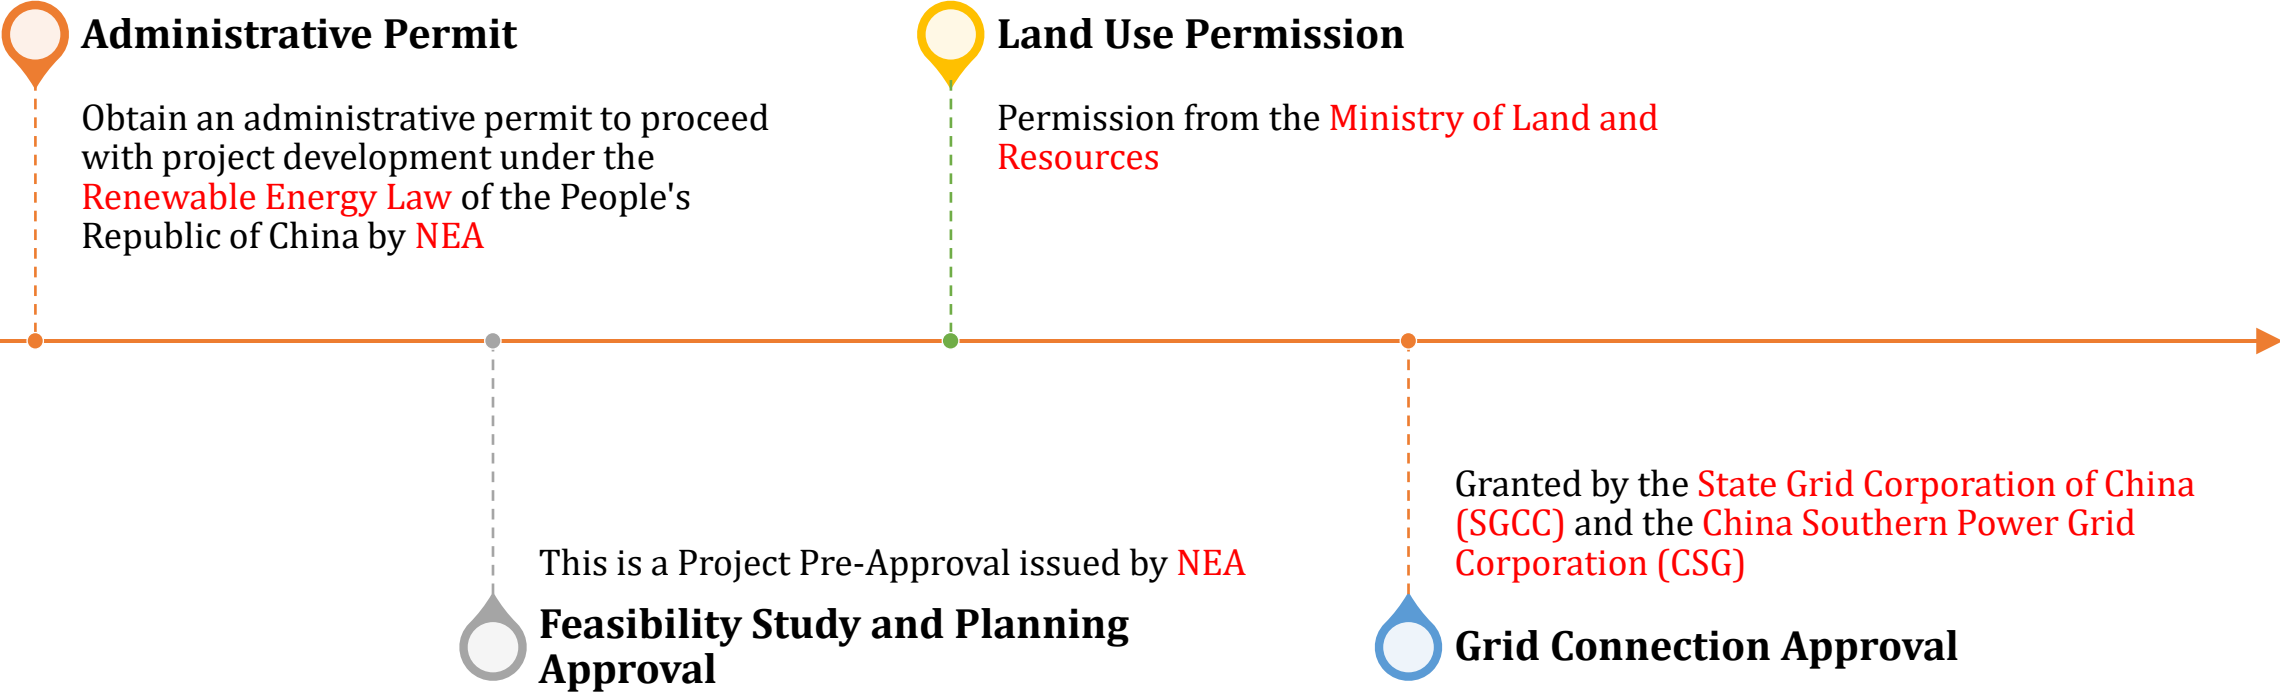 Administrative Permit
Obtain an administrative permit to proceed
with project development under the
Renewable Energy Law of the People's
Republic of China by NEA
Land Use Permission
Permission from the Ministry of Land and
Resources
This is a Project Pre-Approval issued by NEA
Feasibility Study and Planning
Approval
Granted by the State Grid Corporation of China
(SGCC) and the China Southern Power Grid
Corporation (CSG)
Grid Connection Approval